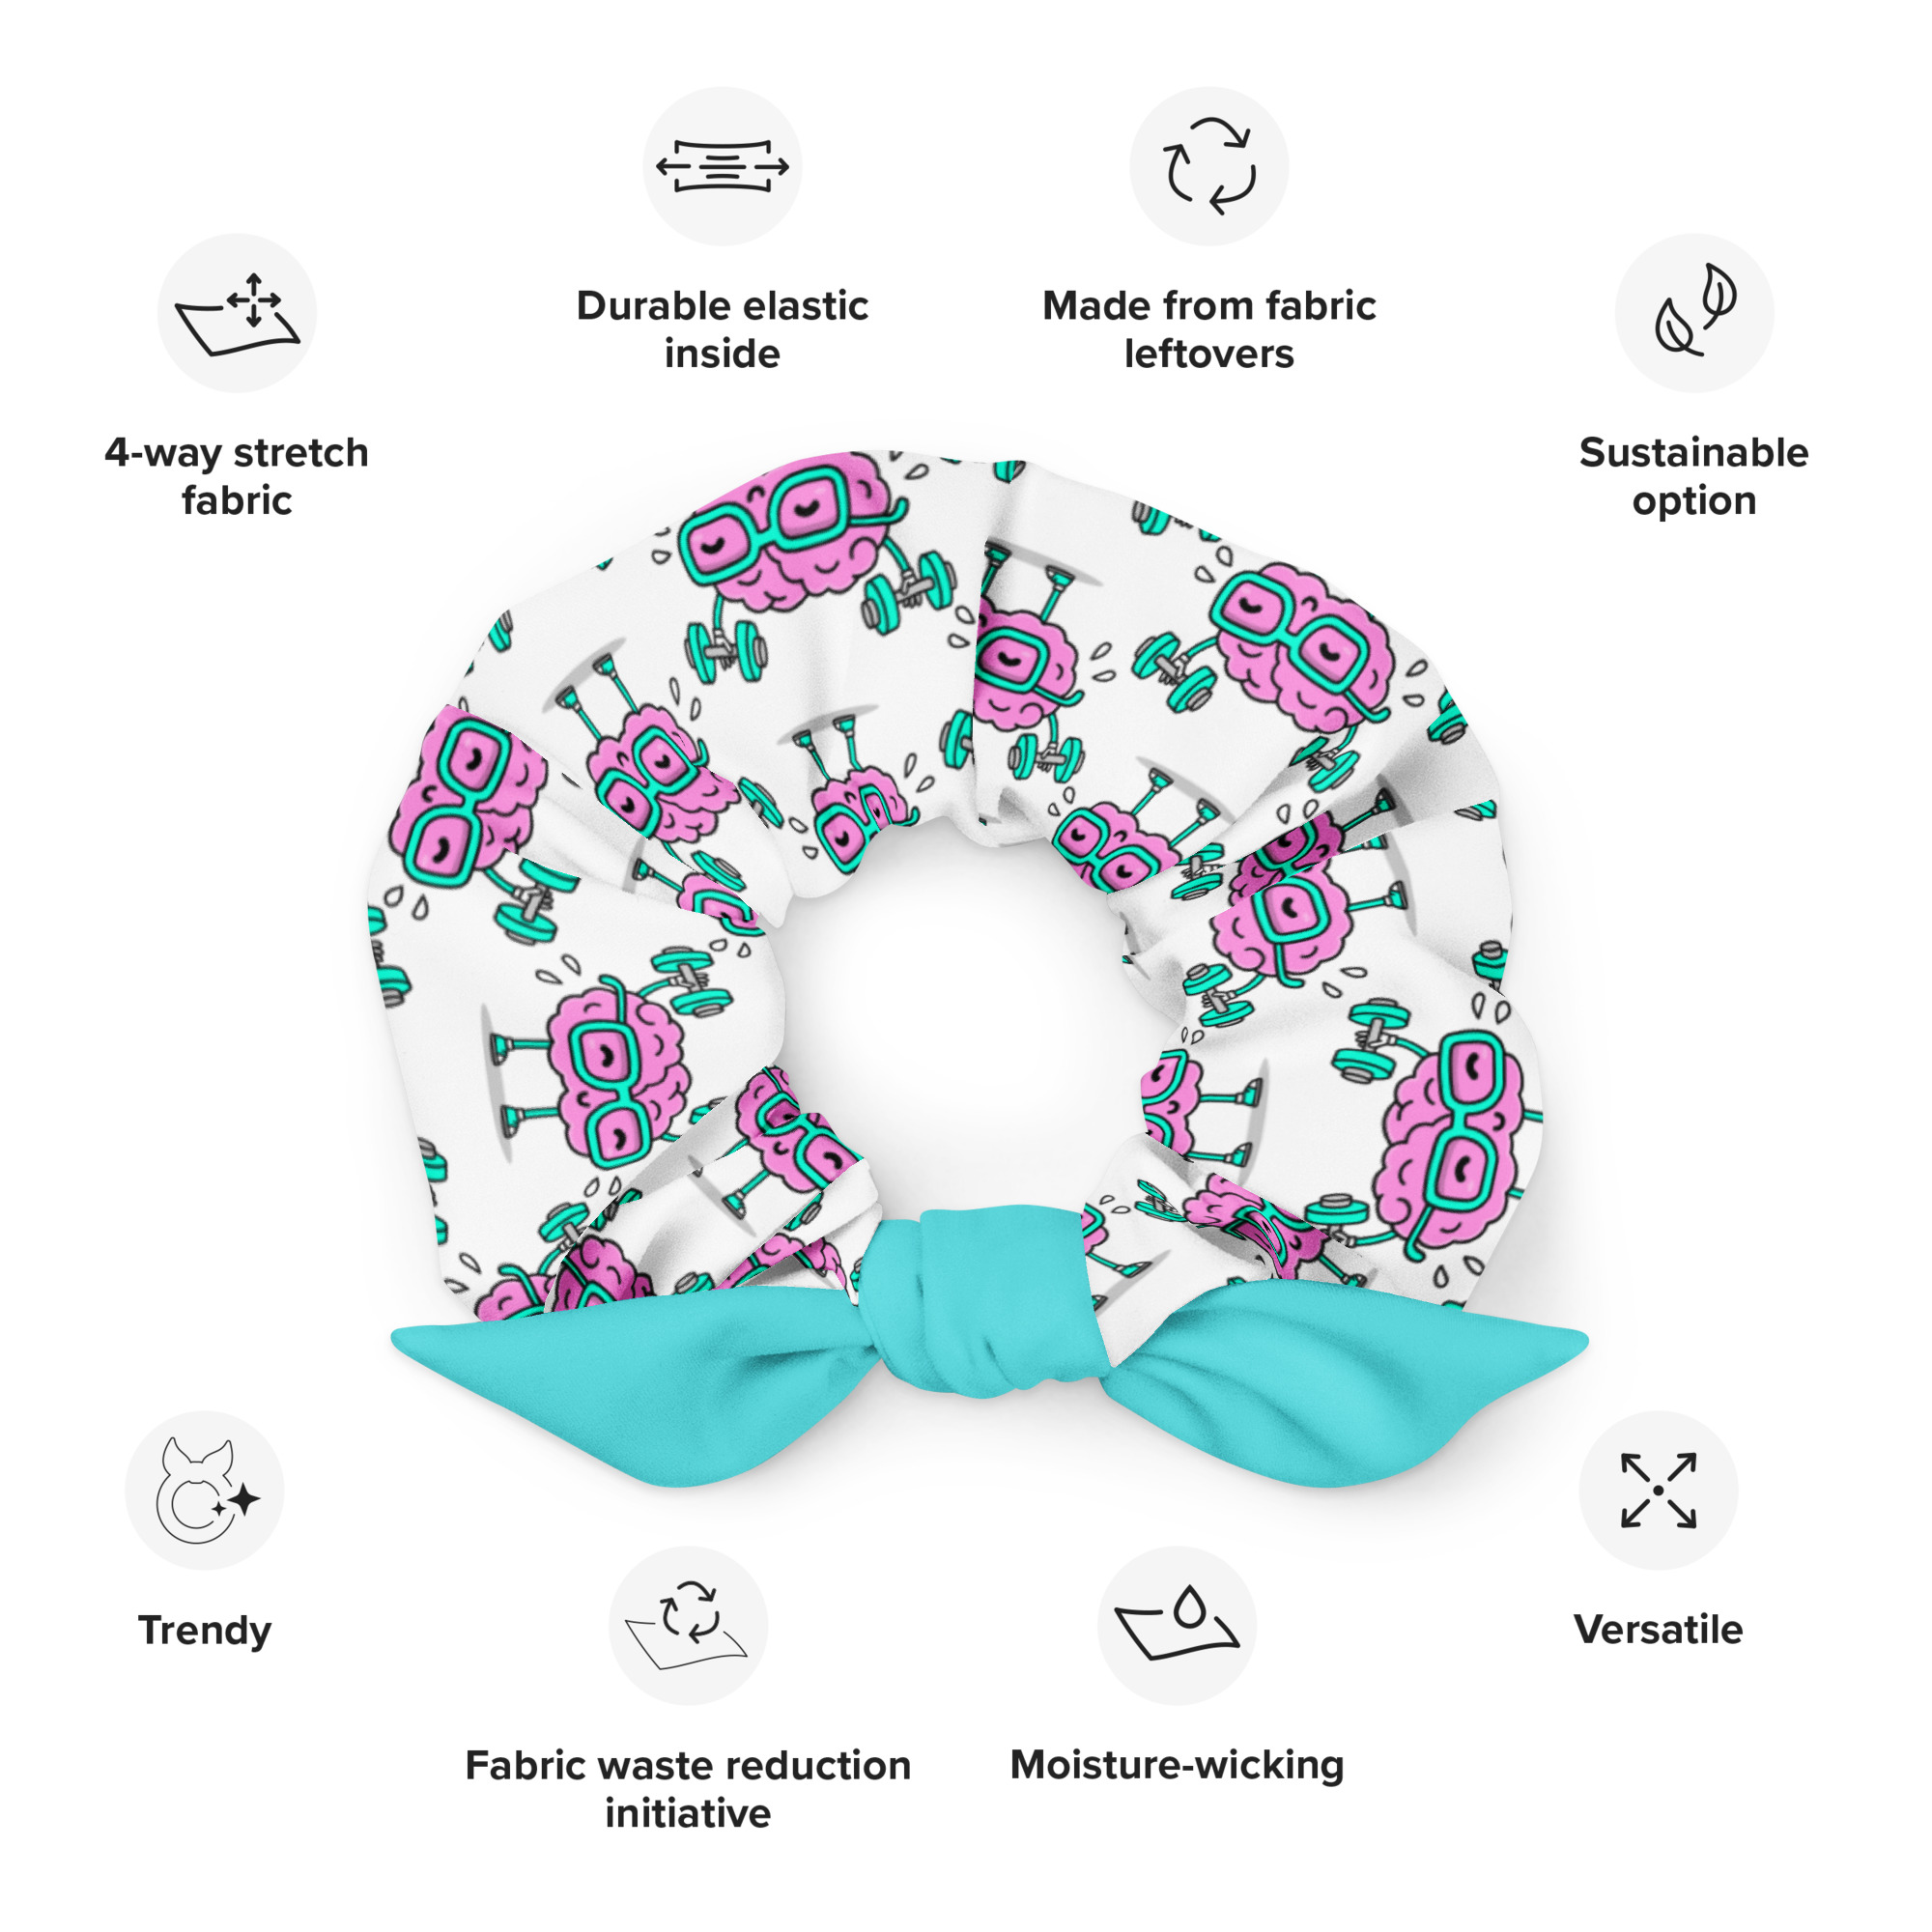 Durable elastic
inside
Made from fabric
leftovers
4-way stretch
fabric
Sustainable
option
Trendy
Versatile
Fabric waste reduction
initiative
Moisture-wicking